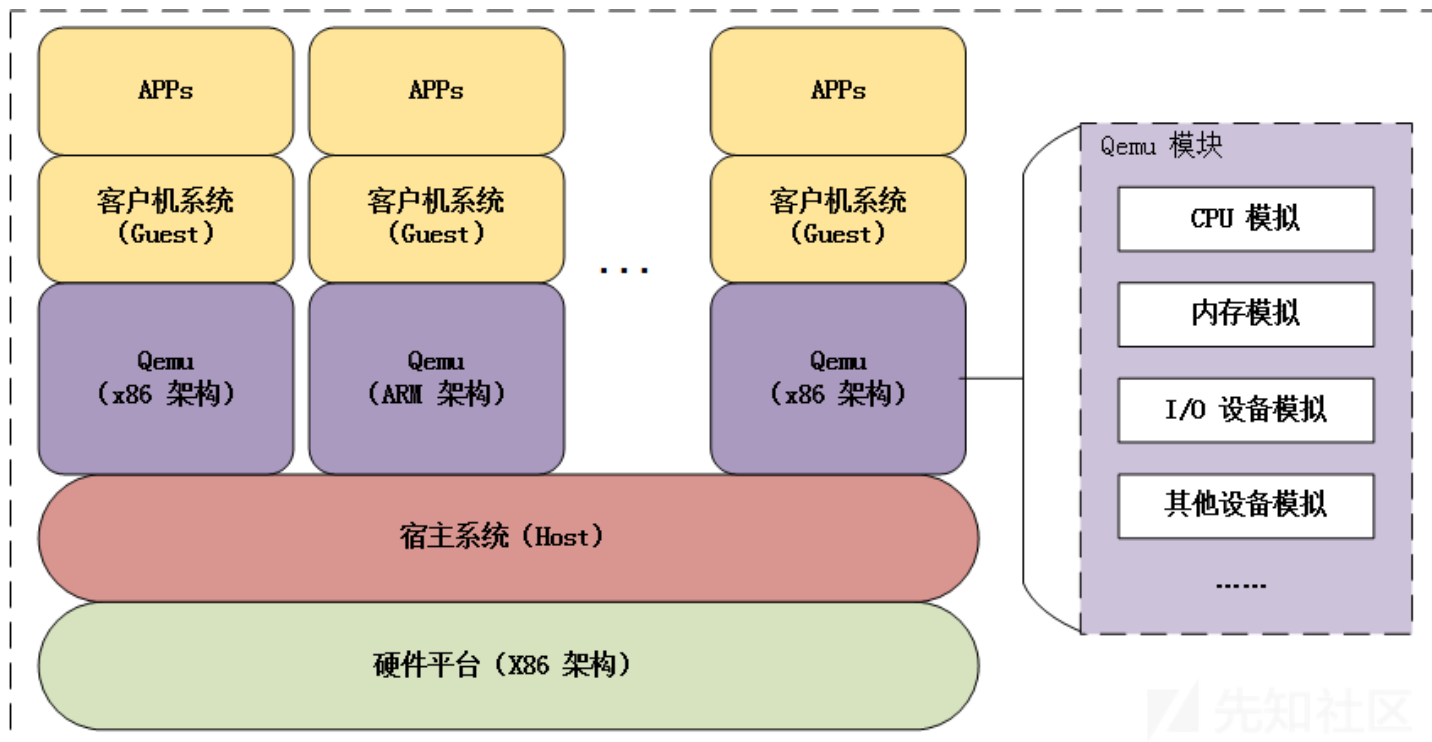 APPs
APPs
APPs
客户机系统
(Guest)
客户机系统
(Guest)
客户机系统
(Guest)
...
Qemu
(x86 架构)
Qemu
(ARM 架构)
Qemu
(x86 架构)
宿主系统 (Host)
硬件平台 (X86 架构)
Qemu 模块
CPU 模拟
内存模拟
I/O 设备模拟
其他设备模拟
……
先知社区